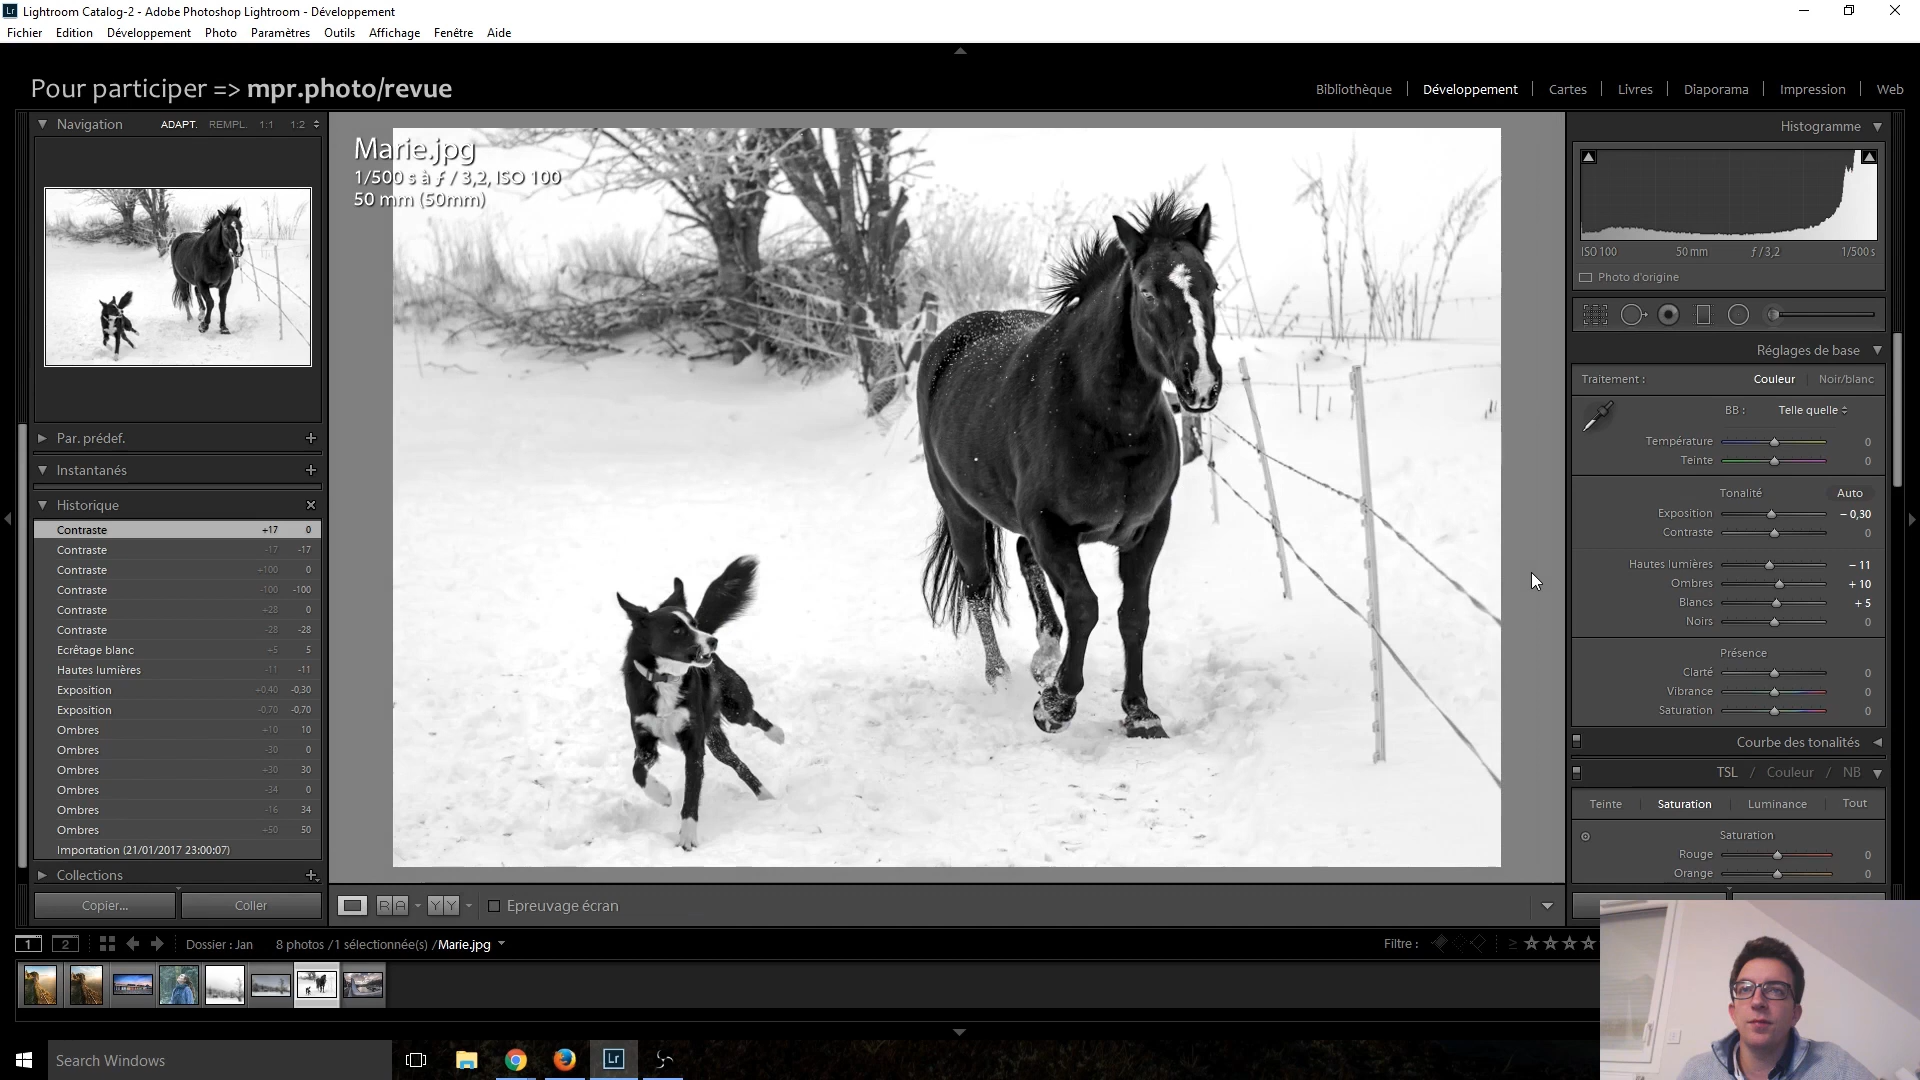 Lightroom Catalog-2 - Adobe Photoshop Lightroom - Développement
Fichier Edition Développement Photo Paramètres Outils Affichage Fenêtre Aide
Pour participer => mpr.photo/revue
Bibliothèque Développement Cartes Livres Diaporama Impression Web
Navigation ADAPT. REMPL. 1:1 1:2
Par. prédef.
Instantanés
Historique
Contraste +17 0
Contraste -17 -17
Contraste +100 0
Contraste -100 -100
Contraste +28 0
Contraste -28 -28
Ecrêtage blanc +5 5
Hautes lumières -11 -11
Exposition +0,40 -0,30
Exposition -0,70 -0,70
Ombres +10 10
Ombres -30 0
Ombres +30 30
Ombres -34 0
Ombres -16 34
Ombres +50 50
Importation (21/01/2017 23:00:07)
Collections
Copier... Coller
Marie.jpg
1/500 s à ƒ / 3,2, ISO 100
50 mm (50mm)
R A Y Y Epreuvage écran
Histogramme
ISO 100 50 mm ƒ / 3,2 1/500 s
Photo d'origine
Réglages de base
Traitement : Couleur Noir/blanc
BB : Telle quelle
Température 0
Teinte 0
Tonalité Auto
Exposition – 0,30
Contraste 0
Hautes lumières – 11
Ombres + 10
Blancs + 5
Noirs 0
Présence
Clarté 0
Vibrance 0
Saturation 0
Courbe des tonalités
TSL / Couleur / NB
Teinte Saturation Luminance Tout
Saturation
Rouge 0
Orange 0
1 2 Dossier : Jan 8 photos /1 sélectionnée(s) /Marie.jpg Filtre : ≥
Search Windows Lr